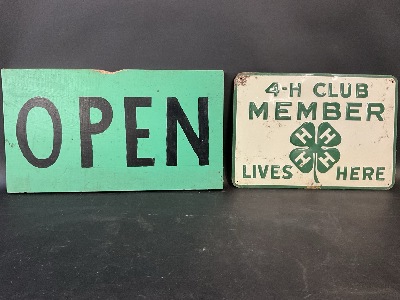 OPEN
4-H CLUB
MEMBER
H H
H H
LIVES HERE